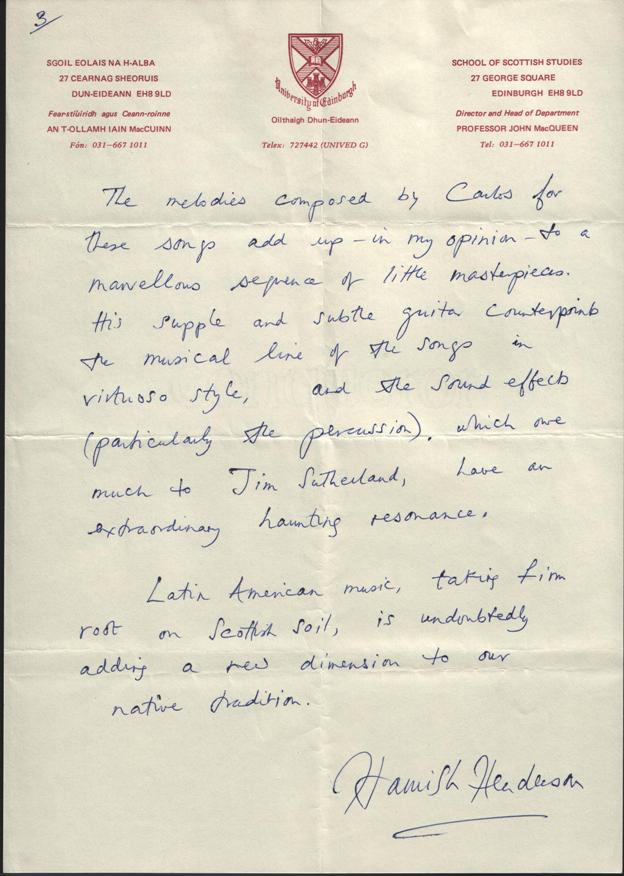 3
SGOIL EOLAIS NA H-ALBA
27 CEARNAG SHEORUIS
DUN-EIDEANN EH8 9LD
Fear-stiùiridh agus Ceann-roinne
AN T-OLLAMH IAIN MacCUINN
Fòn: 031-667 1011
University of Edinburgh
Oilthaigh Dhun-Eideann
Telex: 727442 (UNIVED G)
SCHOOL OF SCOTTISH STUDIES
27 GEORGE SQUARE
EDINBURGH EH8 9LD
Director and Head of Department
PROFESSOR JOHN MacQUEEN
Tel: 031-667 1011
The melodies composed by Carlos for
these songs add up - in my opinion - to a
marvellous sequence of little masterpieces.
His supple and subtle guitar counterpoints
the musical line of the songs in
virtuoso style, and the sound effects
(particularly the percussion), which owe
much to Jim Sutherland, have an
extraordinary haunting resonance.
Latin American music, taking firm
root on Scottish soil, is undoubtedly
adding a new dimension to our
native tradition.
Hamish Henderson